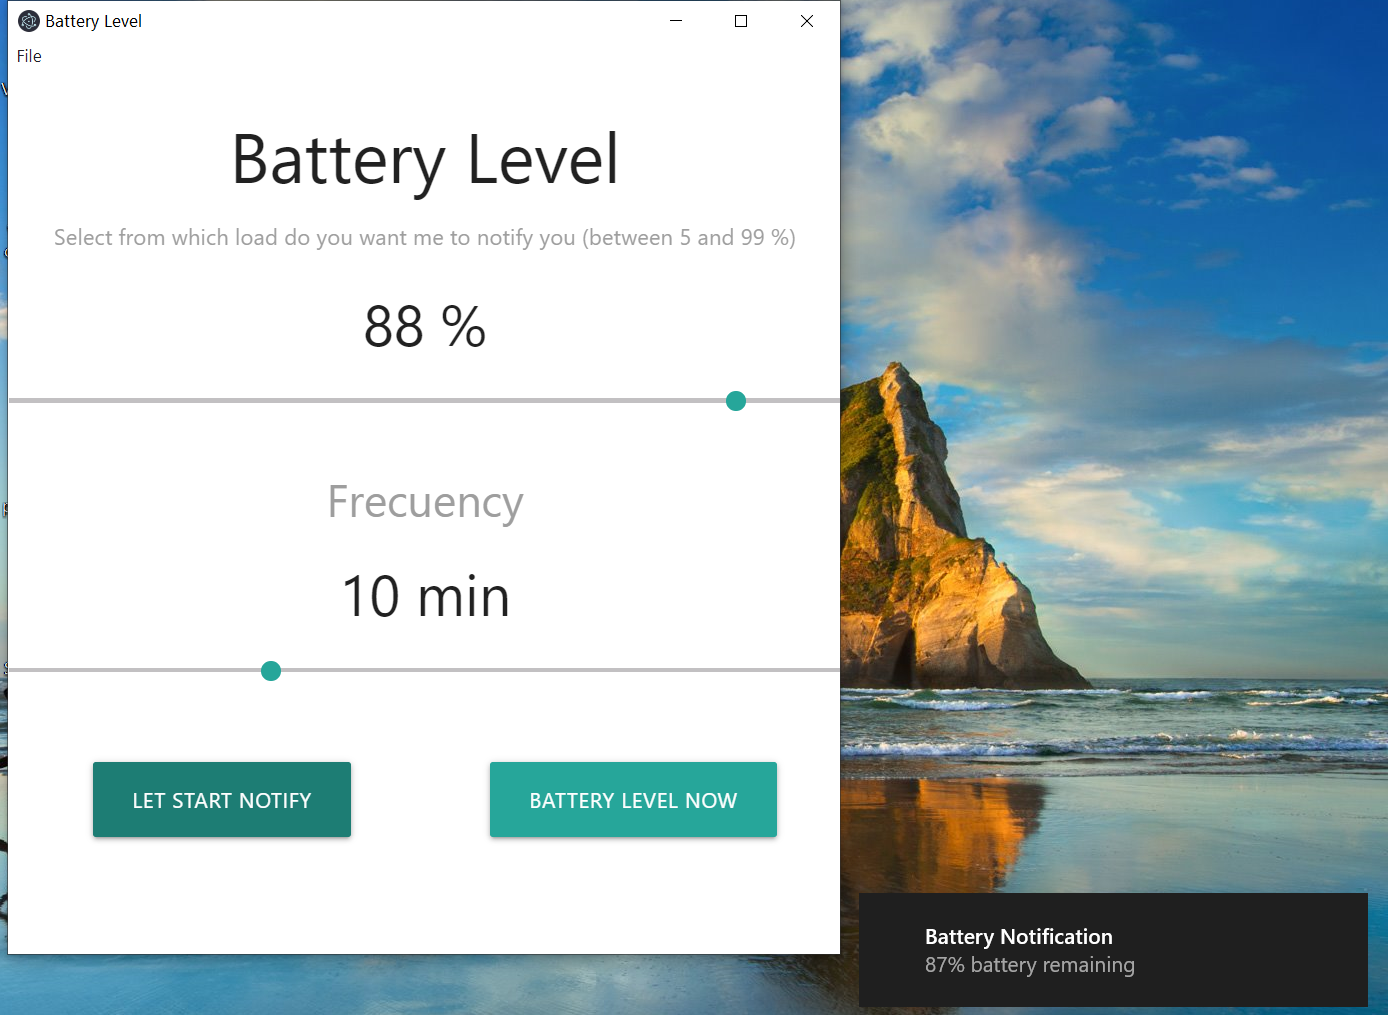 Battery Level
File
Battery Level
Select from which load do you want me to notify you (between 5 and 99 %)
88 %
Frecuency
10 min
LET START NOTIFY
BATTERY LEVEL NOW
Battery Notification
87% battery remaining